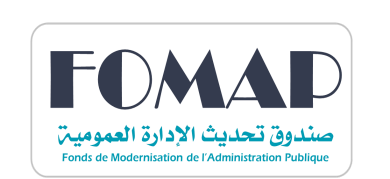 FOMAP
صندوق تحديث الإدارة العمومية
Fonds de Modernisation de l'Administration Publique